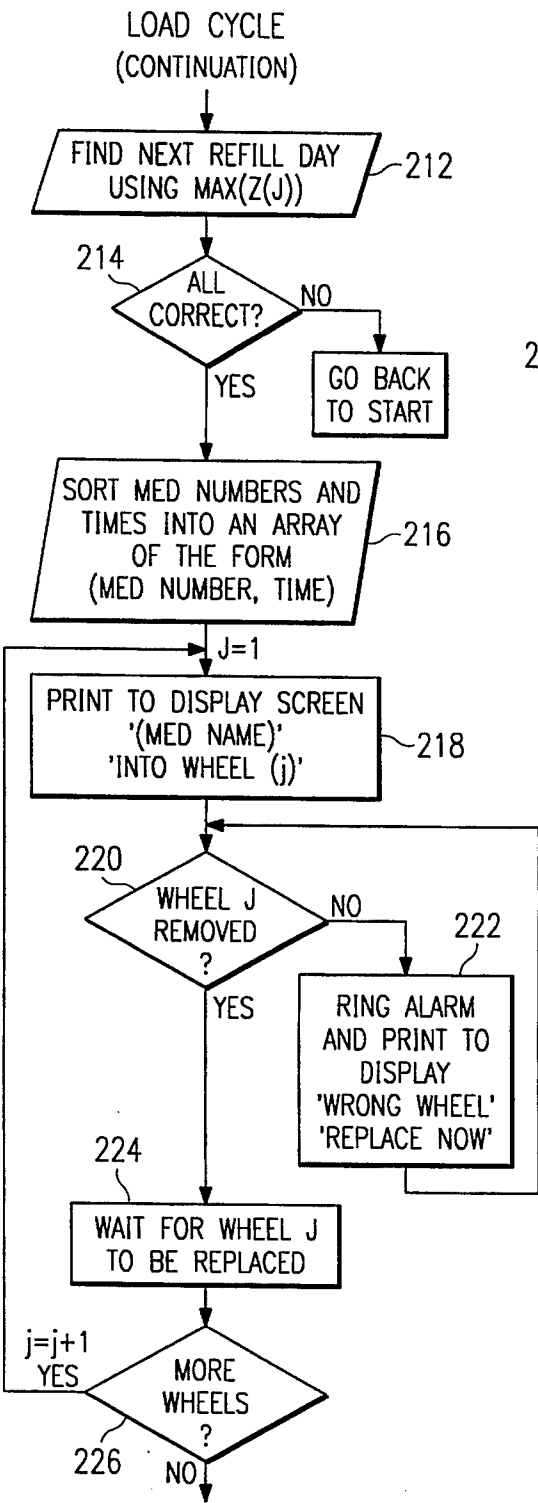 LOAD CYCLE
(CONTINUATION)
FIND NEXT REFILL DAY
USING MAX(Z(J))
212
214
ALL
CORRECT?
NO
GO BACK
TO START
2
YES
SORT MED NUMBERS AND
TIMES INTO AN ARRAY
OF THE FORM
(MED NUMBER, TIME)
216
J=1
PRINT TO DISPLAY SCREEN
'(MED NAME)'
'INTO WHEEL (j)'
218
220
WHEEL J
REMOVED
?
NO
222
RING ALARM
AND PRINT TO
DISPLAY
'WRONG WHEEL'
'REPLACE NOW'
YES
224
WAIT FOR WHEEL J
TO BE REPLACED
j=j+1
YES
MORE
WHEELS
?
226
NO